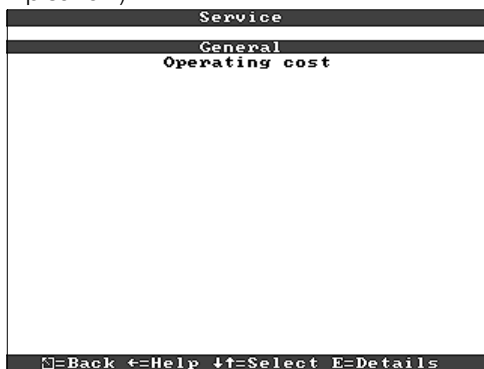 Service
General
Operating cost
⇱=Back ←=Help ↓↑=Select E=Details